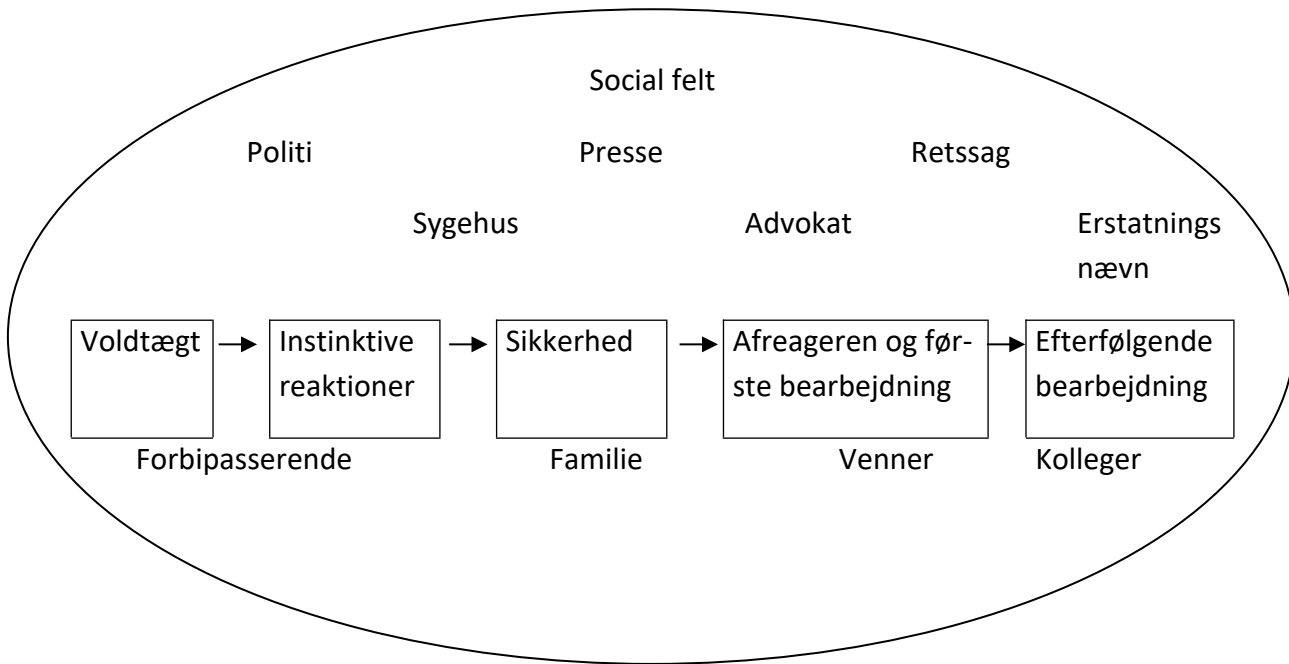 Social felt
Politi Presse Retssag
Sygehus Advokat Erstatnings
nævn
Voldtægt
Instinktive
reaktioner
Sikkerhed
Afreageren og før-
ste bearbejdning
Efterfølgende
bearbejdning
Forbipasserende Familie Venner Kolleger